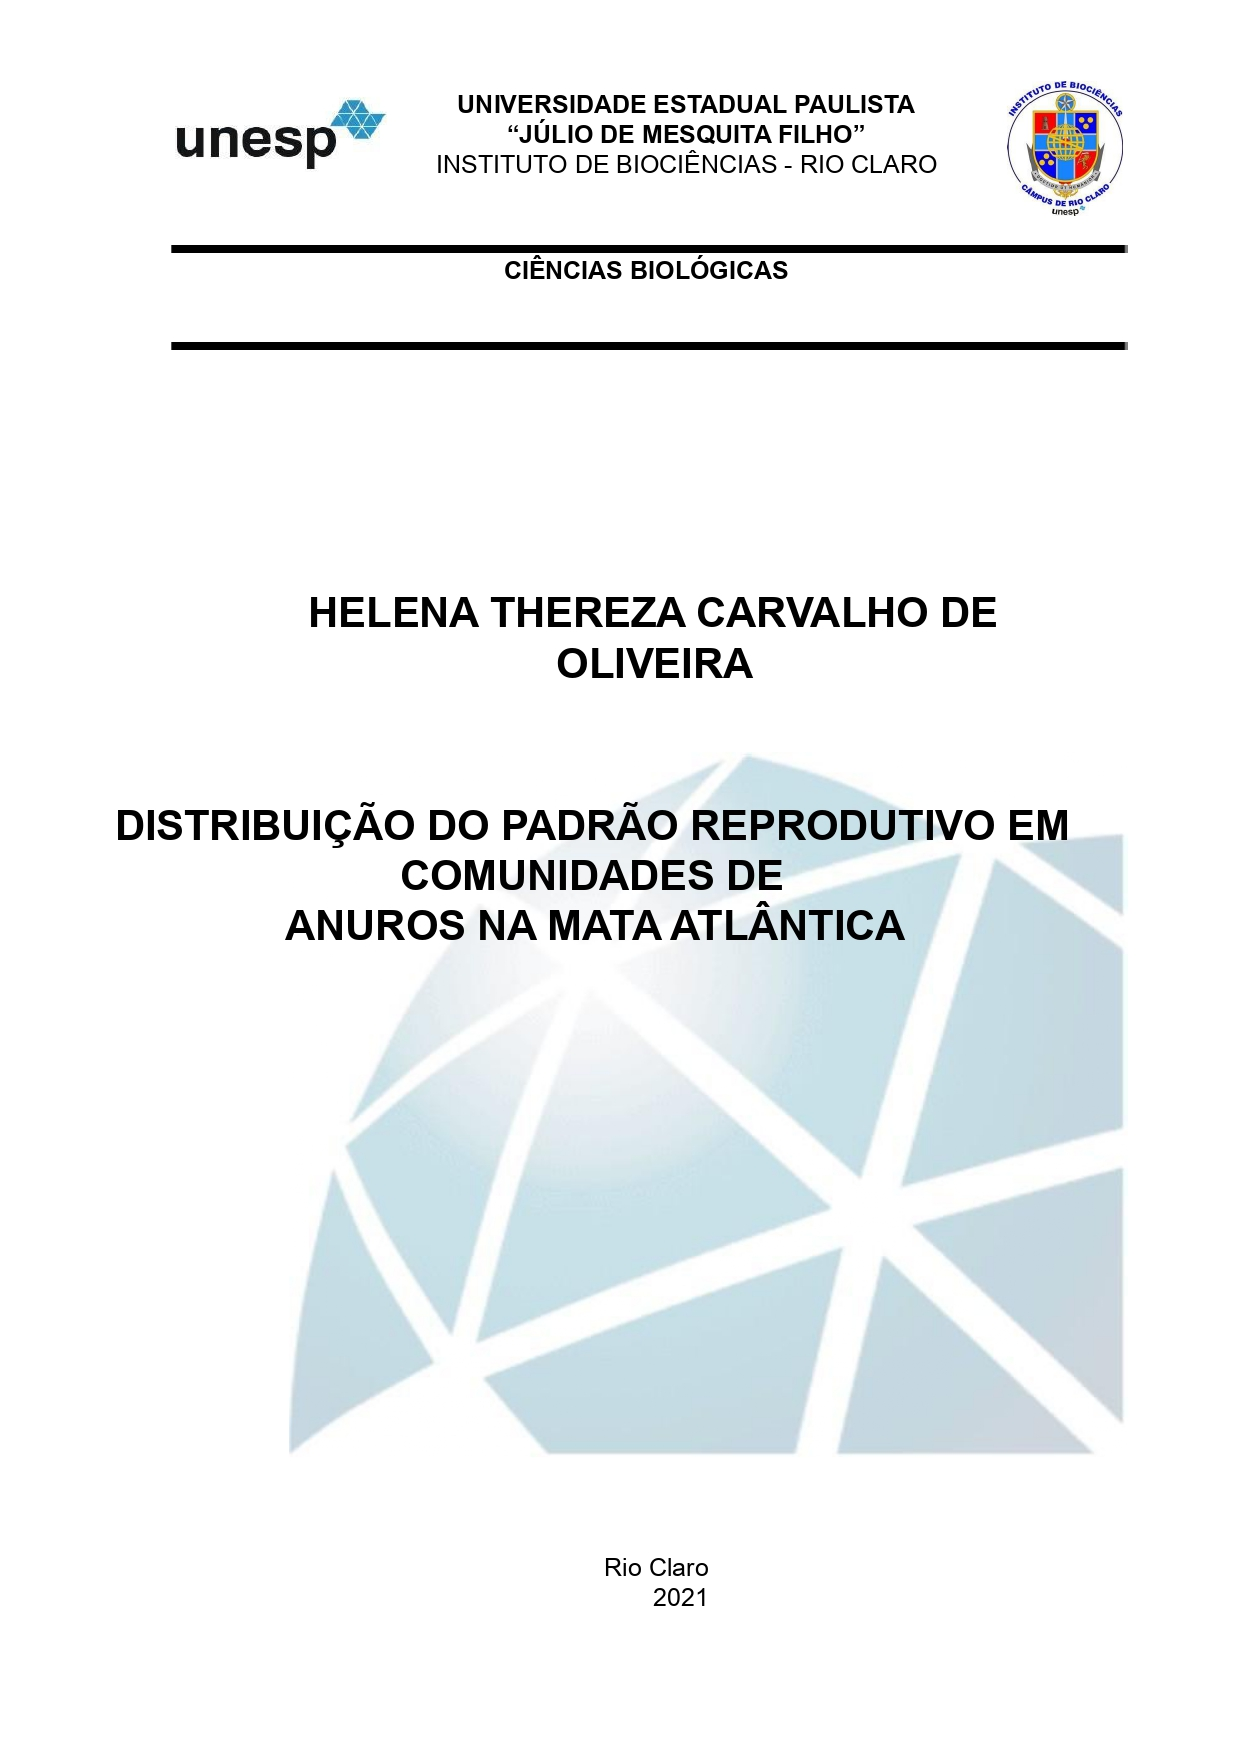 unesp
UNIVERSIDADE ESTADUAL PAULISTA
“JÚLIO DE MESQUITA FILHO”
INSTITUTO DE BIOCIÊNCIAS - RIO CLARO
INSTITUTO DE BIOCIÊNCIAS
CÂMPUS DE RIO CLARO
unesp
CIÊNCIAS BIOLÓGICAS
HELENA THEREZA CARVALHO DE
OLIVEIRA
DISTRIBUIÇÃO DO PADRÃO REPRODUTIVO EM
COMUNIDADES DE
ANUROS NA MATA ATLÂNTICA
Rio Claro
2021